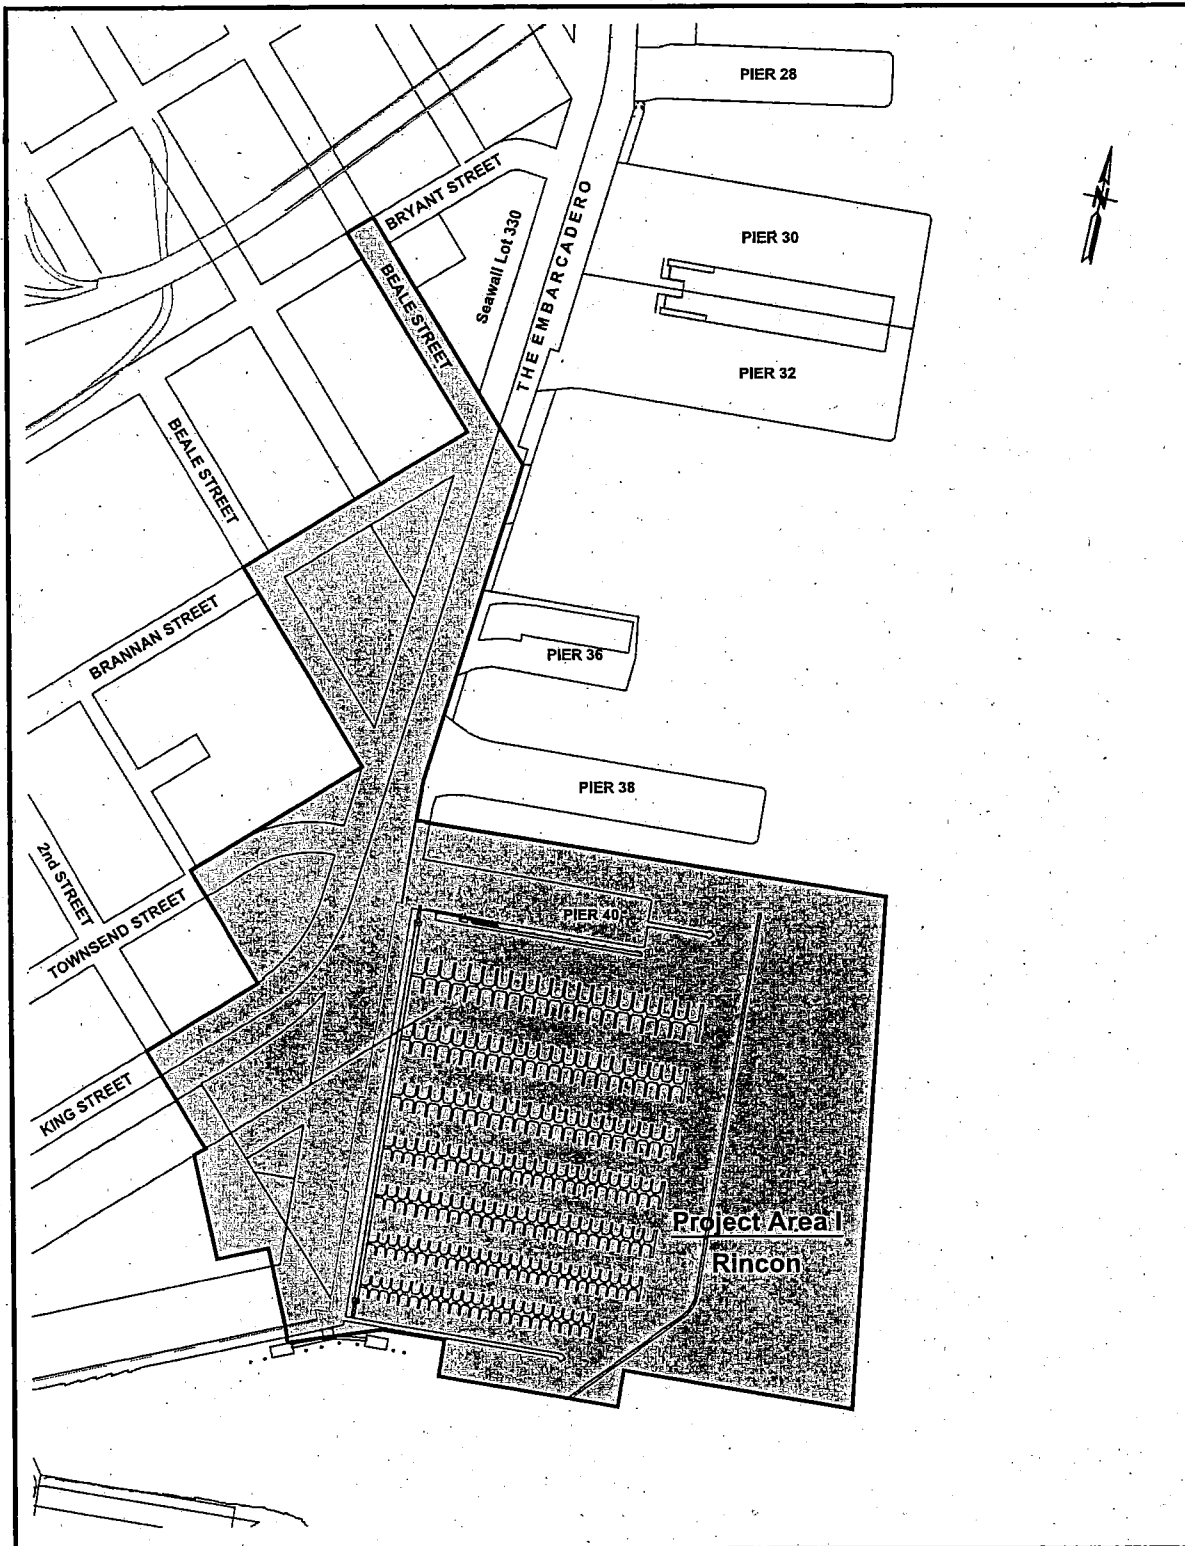 PIER 28
BRYANT STREET
N
Seawall Lot 330
THE EMBARCADERO
PIER 30
BEALE STREET
PIER 32
BEALE STREET
BRANNAN STREET
PIER 36
PIER 38
2nd STREET
TOWNSEND STREET
PIER 40
KING STREET
Project Area I
Rincon